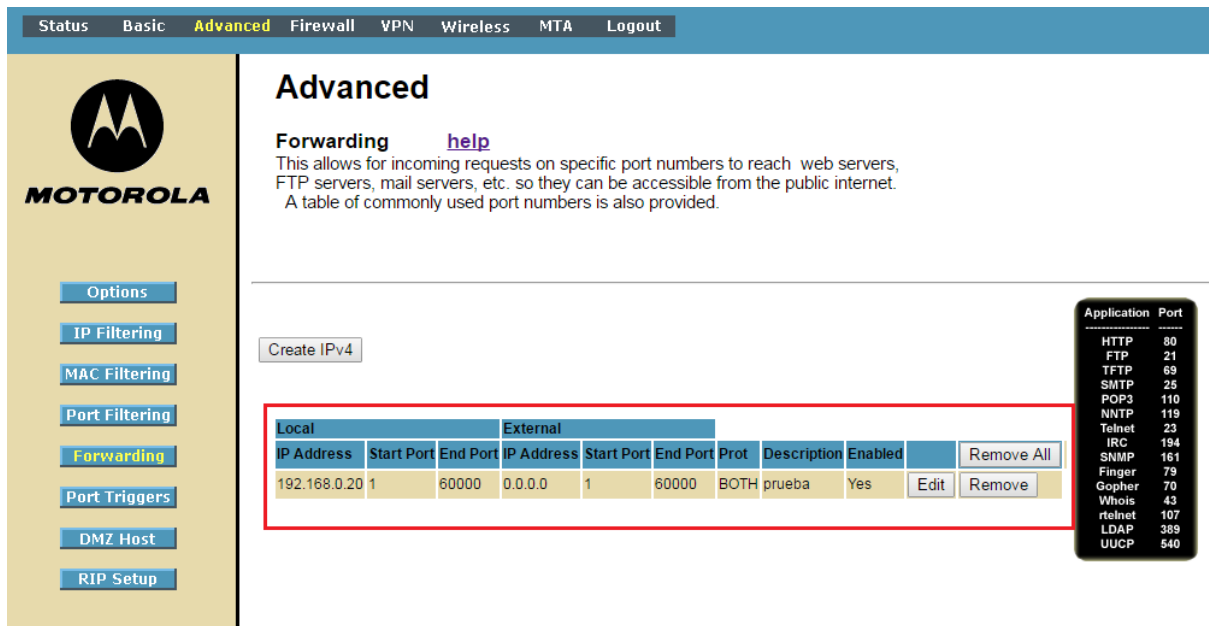 Status Basic Advanced Firewall VPN Wireless MTA Logout
MOTOROLA
Options
IP Filtering
MAC Filtering
Port Filtering
Forwarding
Port Triggers
DMZ Host
RIP Setup
Advanced
Forwarding help
This allows for incoming requests on specific port numbers to reach web servers,
FTP servers, mail servers, etc. so they can be accessible from the public internet.
A table of commonly used port numbers is also provided.
Create IPv4
Local External
IP Address Start Port End Port IP Address Start Port End Port Prot Description Enabled Remove All
192.168.0.20 1 60000 0.0.0.0 1 60000 BOTH prueba Yes Edit Remove
Application Port
---------------- ------
HTTP 80
FTP 21
TFTP 69
SMTP 25
POP3 110
NNTP 119
Telnet 23
IRC 194
SNMP 161
Finger 79
Gopher 70
Whois 43
rtelnet 107
LDAP 389
UUCP 540